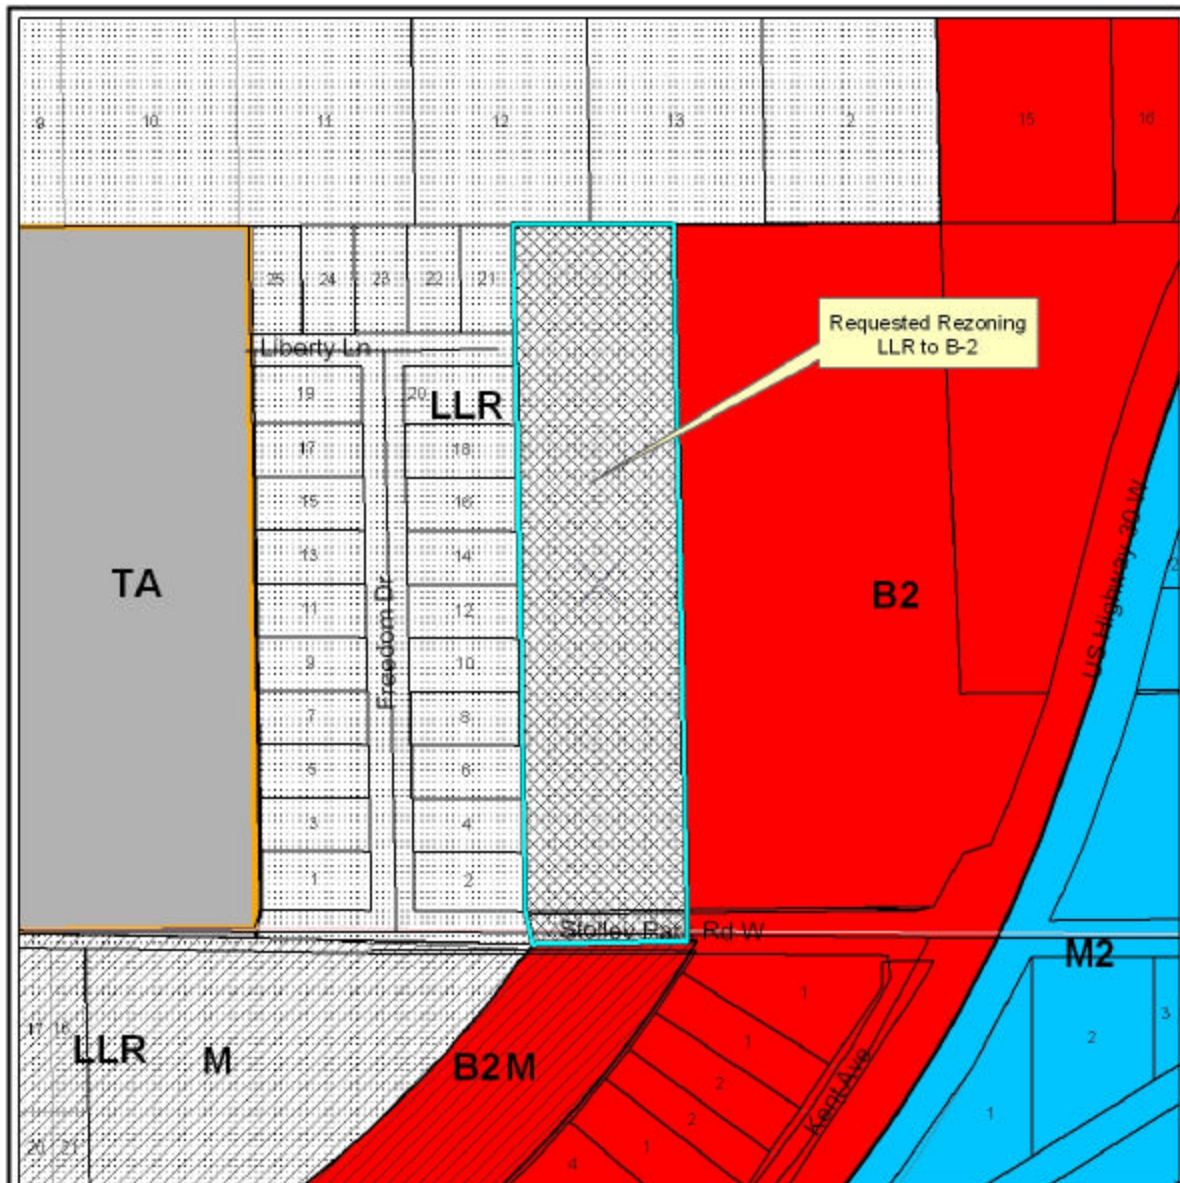 9 10 11 12 13 2 15 16
25 24 23 22 21
Requested Rezoning
LLR to B-2
Liberty Ln
19 20 LLR
17 18
15 16
US Highway 30 W
13 14
TA
B2
11 12
Freedom Dr
9 10
7 8
5 6
3 4
1 2
Stolley Par Rd W
M2
1
17 16 LLR M
B2M
1
2
3
2
2
1
Kent Ave
1
20 21
4